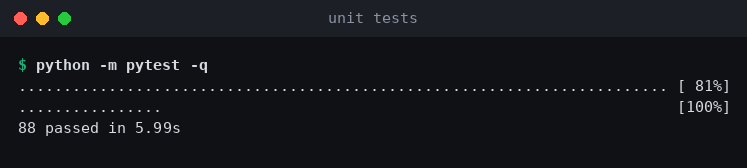 unit tests
$ python -m pytest -q
........................................................................ [ 81%]
................ [100%]
88 passed in 5.99s